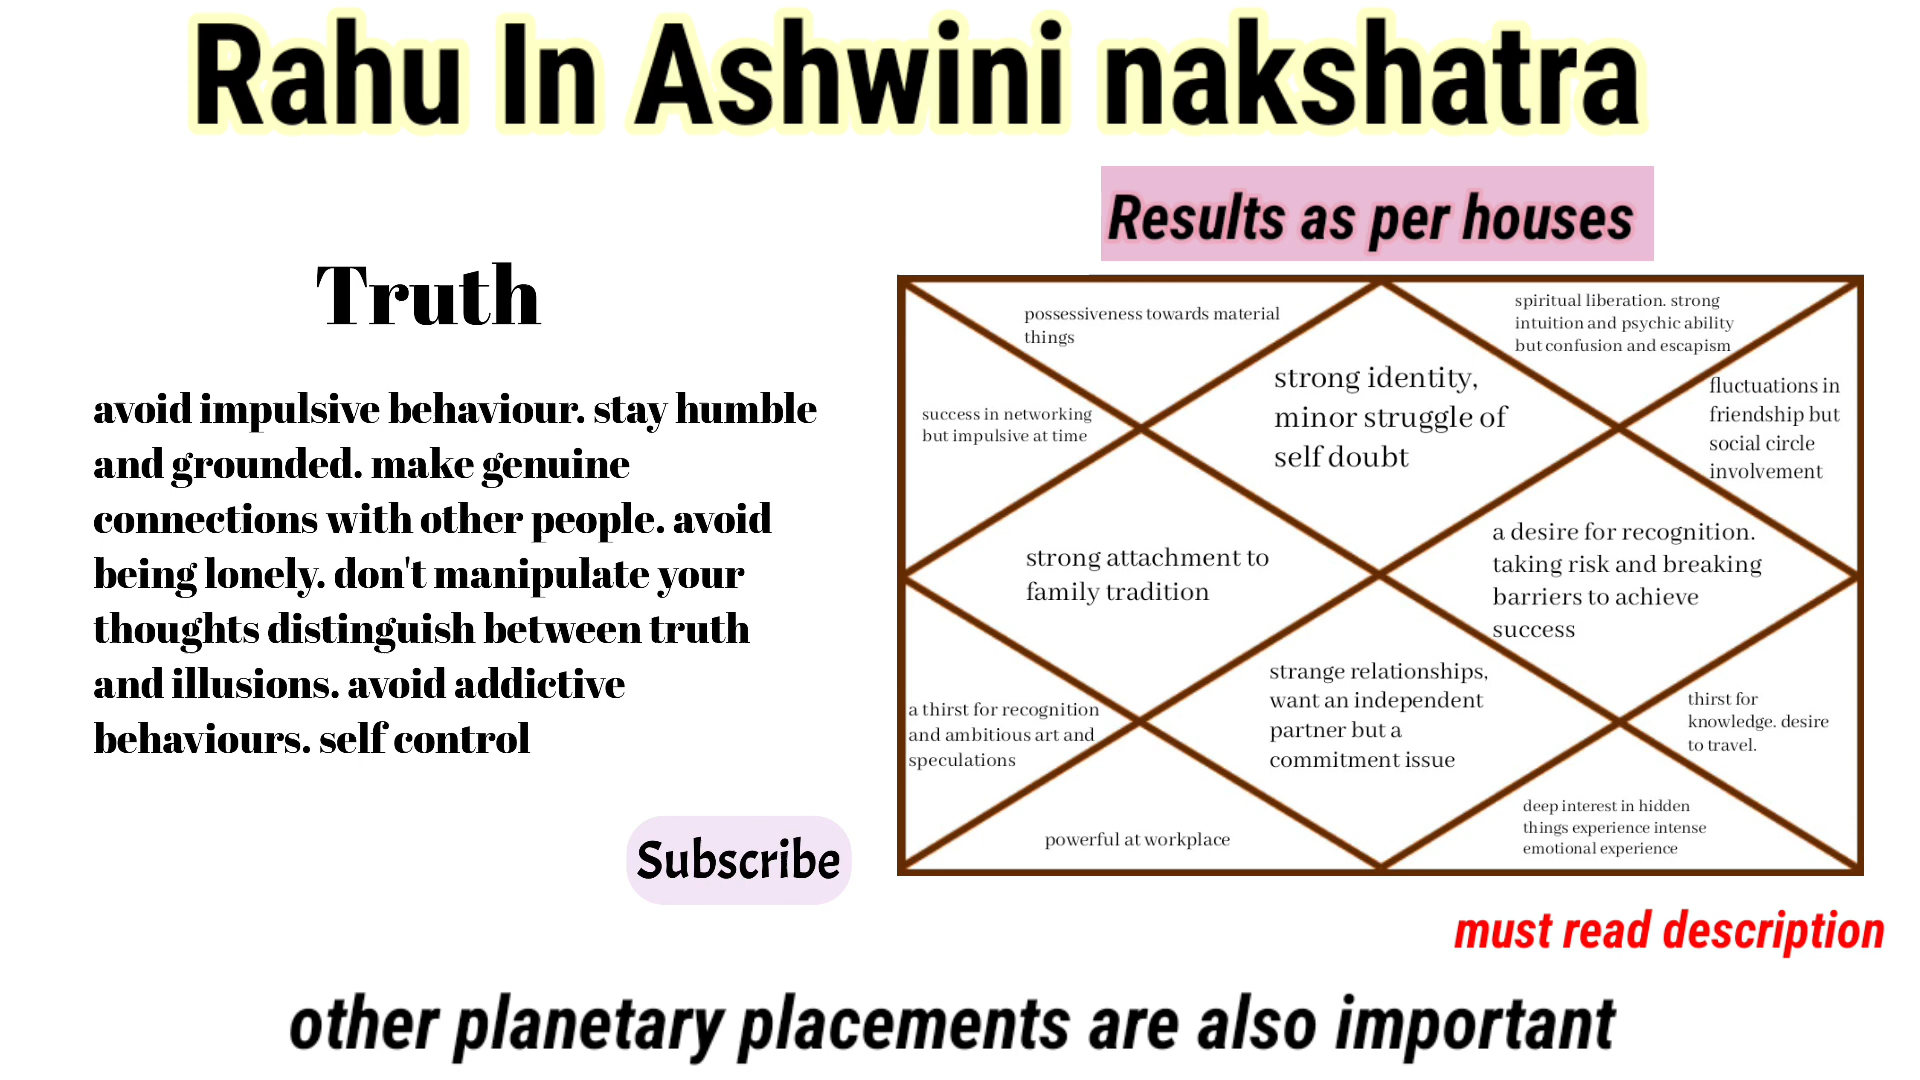 Rahu In Ashwini nakshatra
Results as per houses
Truth
avoid impulsive behaviour. stay humble
and grounded. make genuine
connections with other people. avoid
being lonely. don't manipulate your
thoughts distinguish between truth
and illusions. avoid addictive
behaviours. self control
Subscribe
possessiveness towards material
things
spiritual liberation. strong
intuition and psychic ability
but confusion and escapism
success in networking
but impulsive at time
strong identity,
minor struggle of
self doubt
fluctuations in
friendship but
social circle
involvement
strong attachment to
family tradition
a desire for recognition.
taking risk and breaking
barriers to achieve
success
a thirst for recognition
and ambitious art and
speculations
strange relationships,
want an independent
partner but a
commitment issue
thirst for
knowledge. desire
to travel.
powerful at workplace
deep interest in hidden
things experience intense
emotional experience
must read description
other planetary placements are also important